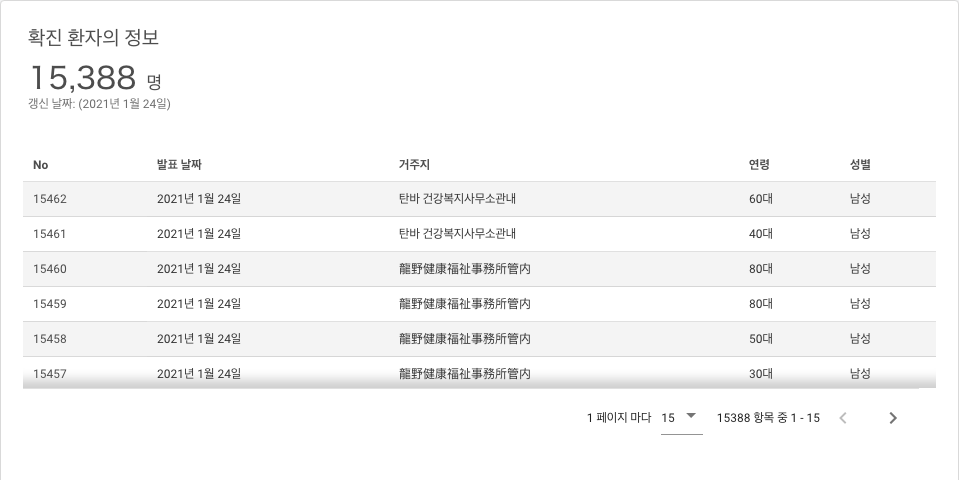 확진 환자의 정보
15,388 명
갱신 날짜: (2021년 1월 24일)
No 발표 날짜 거주지 연령 성별
15462 2021년 1월 24일 탄바 건강복지사무소관내 60대 남성
15461 2021년 1월 24일 탄바 건강복지사무소관내 40대 남성
15460 2021년 1월 24일 龍野健康福祉事務所管内 80대 남성
15459 2021년 1월 24일 龍野健康福祉事務所管内 80대 남성
15458 2021년 1월 24일 龍野健康福祉事務所管内 50대 남성
15457 2021년 1월 24일 龍野健康福祉事務所管内 30대 남성
1 페이지 마다 15 15388 항목 중 1 - 15